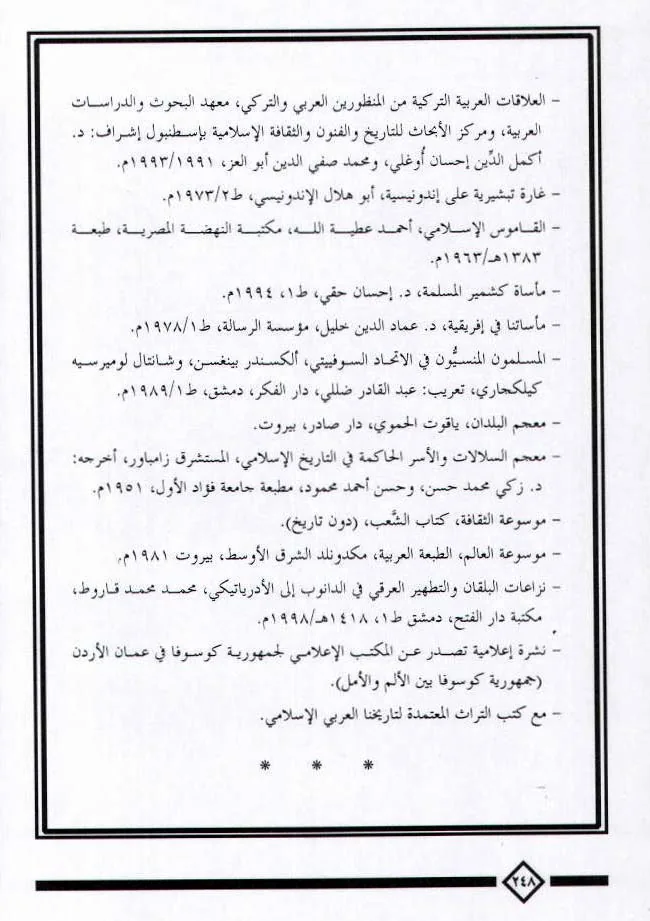 – العلاقات العربية التركية من المنظورين العربي والتركي، معهد البحوث والدراسات
العربية، ومركز الأبحاث للتاريخ والفنون والثقافة الإسلامية بإسطنبول إشراف: د.
أكمل الدِّين إحسان أُوغلي، ومحمد صفي الدين أبو العز، ١٩٩٣/١٩٩١م.
– غارة تبشيرية على إندونيسية، أبو هلال الإندونيسي، ط١٩٧٣/٢م.
– القاموس الإسلامي، أحمد عطية الله، مكتبة النهضة المصرية، طبعة
١٣٨٣هـ/١٩٦٣م.
– مأساة كشمير المسلمة، د. إحسان حقي، ط١، ١٩٩٤م.
– مأساتنا في إفريقية، د. عماد الدين خليل، مؤسسة الرسالة، ط١٩٧٨/١م.
– المسلمون المنسيُّون في الاتحاد السوفييتي، ألكسندر بينغسن، وشانتال لوميرسيه
كيلكجاري، تعريب: عبد القادر ضللي، دار الفكر، دمشق، ط١٩٨٩/١م.
– معجم البلدان، ياقوت الحموي، دار صادر، بيروت.
– معجم السلالات والأسر الحاكمة في التاريخ الإسلامي، المستشرق زامباور، أخرجه:
د. زكي محمد حسن، وحسن أحمد محمود، مطبعة جامعة فؤاد الأول، ١٩٥١م.
– موسوعة الثقافة، كتاب الشَّعب، (دون تاريخ).
– موسوعة العالم، الطبعة العربية، مكدونلد الشرق الأوسط، بيروت ١٩٨١م.
– نزاعات البلقان والتطهير العرقي في الدانوب إلى الأدرياتيكي، محمد محمد قاروط،
مكتبة دار الفتح، دمشق ط١، ١٤١٨هـ/١٩٩٨م.
– نشرة إعلامية تصدر عن المكتب الإعلامي لجمهورية كوسوفا في عمان الأردن
(جمهورية كوسوفا بين الألم والأمل).
– مع كتب التراث المعتمدة لتاريخنا العربي الإسلامي.
* * *
٢٤٨